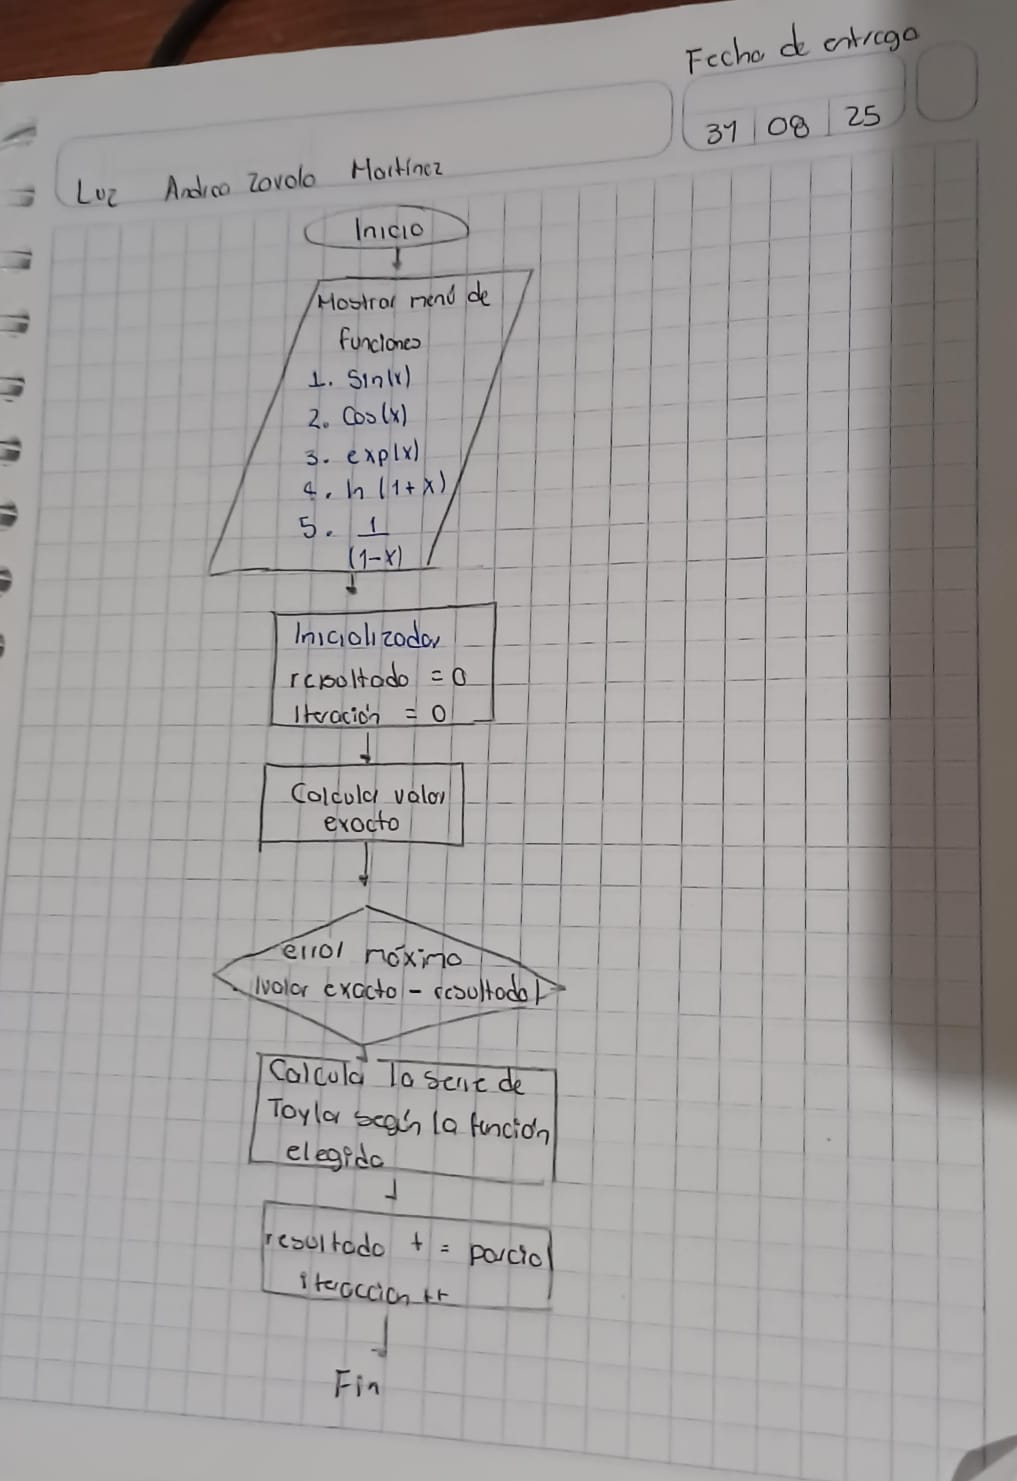 Fecha de entrega
31 | 08 | 25
Luz Andrea Zavala Martínez
Inicio
Mostrar menú de
funciones
1. Sin(x)
2. Cos(x)
3. exp(x)
4. ln (1+x)
5. 1
(1-x)
Inicializador
resultado = 0
Iteración = 0
Calcular valor
exacto
error máximo
|valor exacto - resultado|
Calcula la serie de
Taylor según la función
elegida
resultado + = parcial
iteraccion ++
Fin